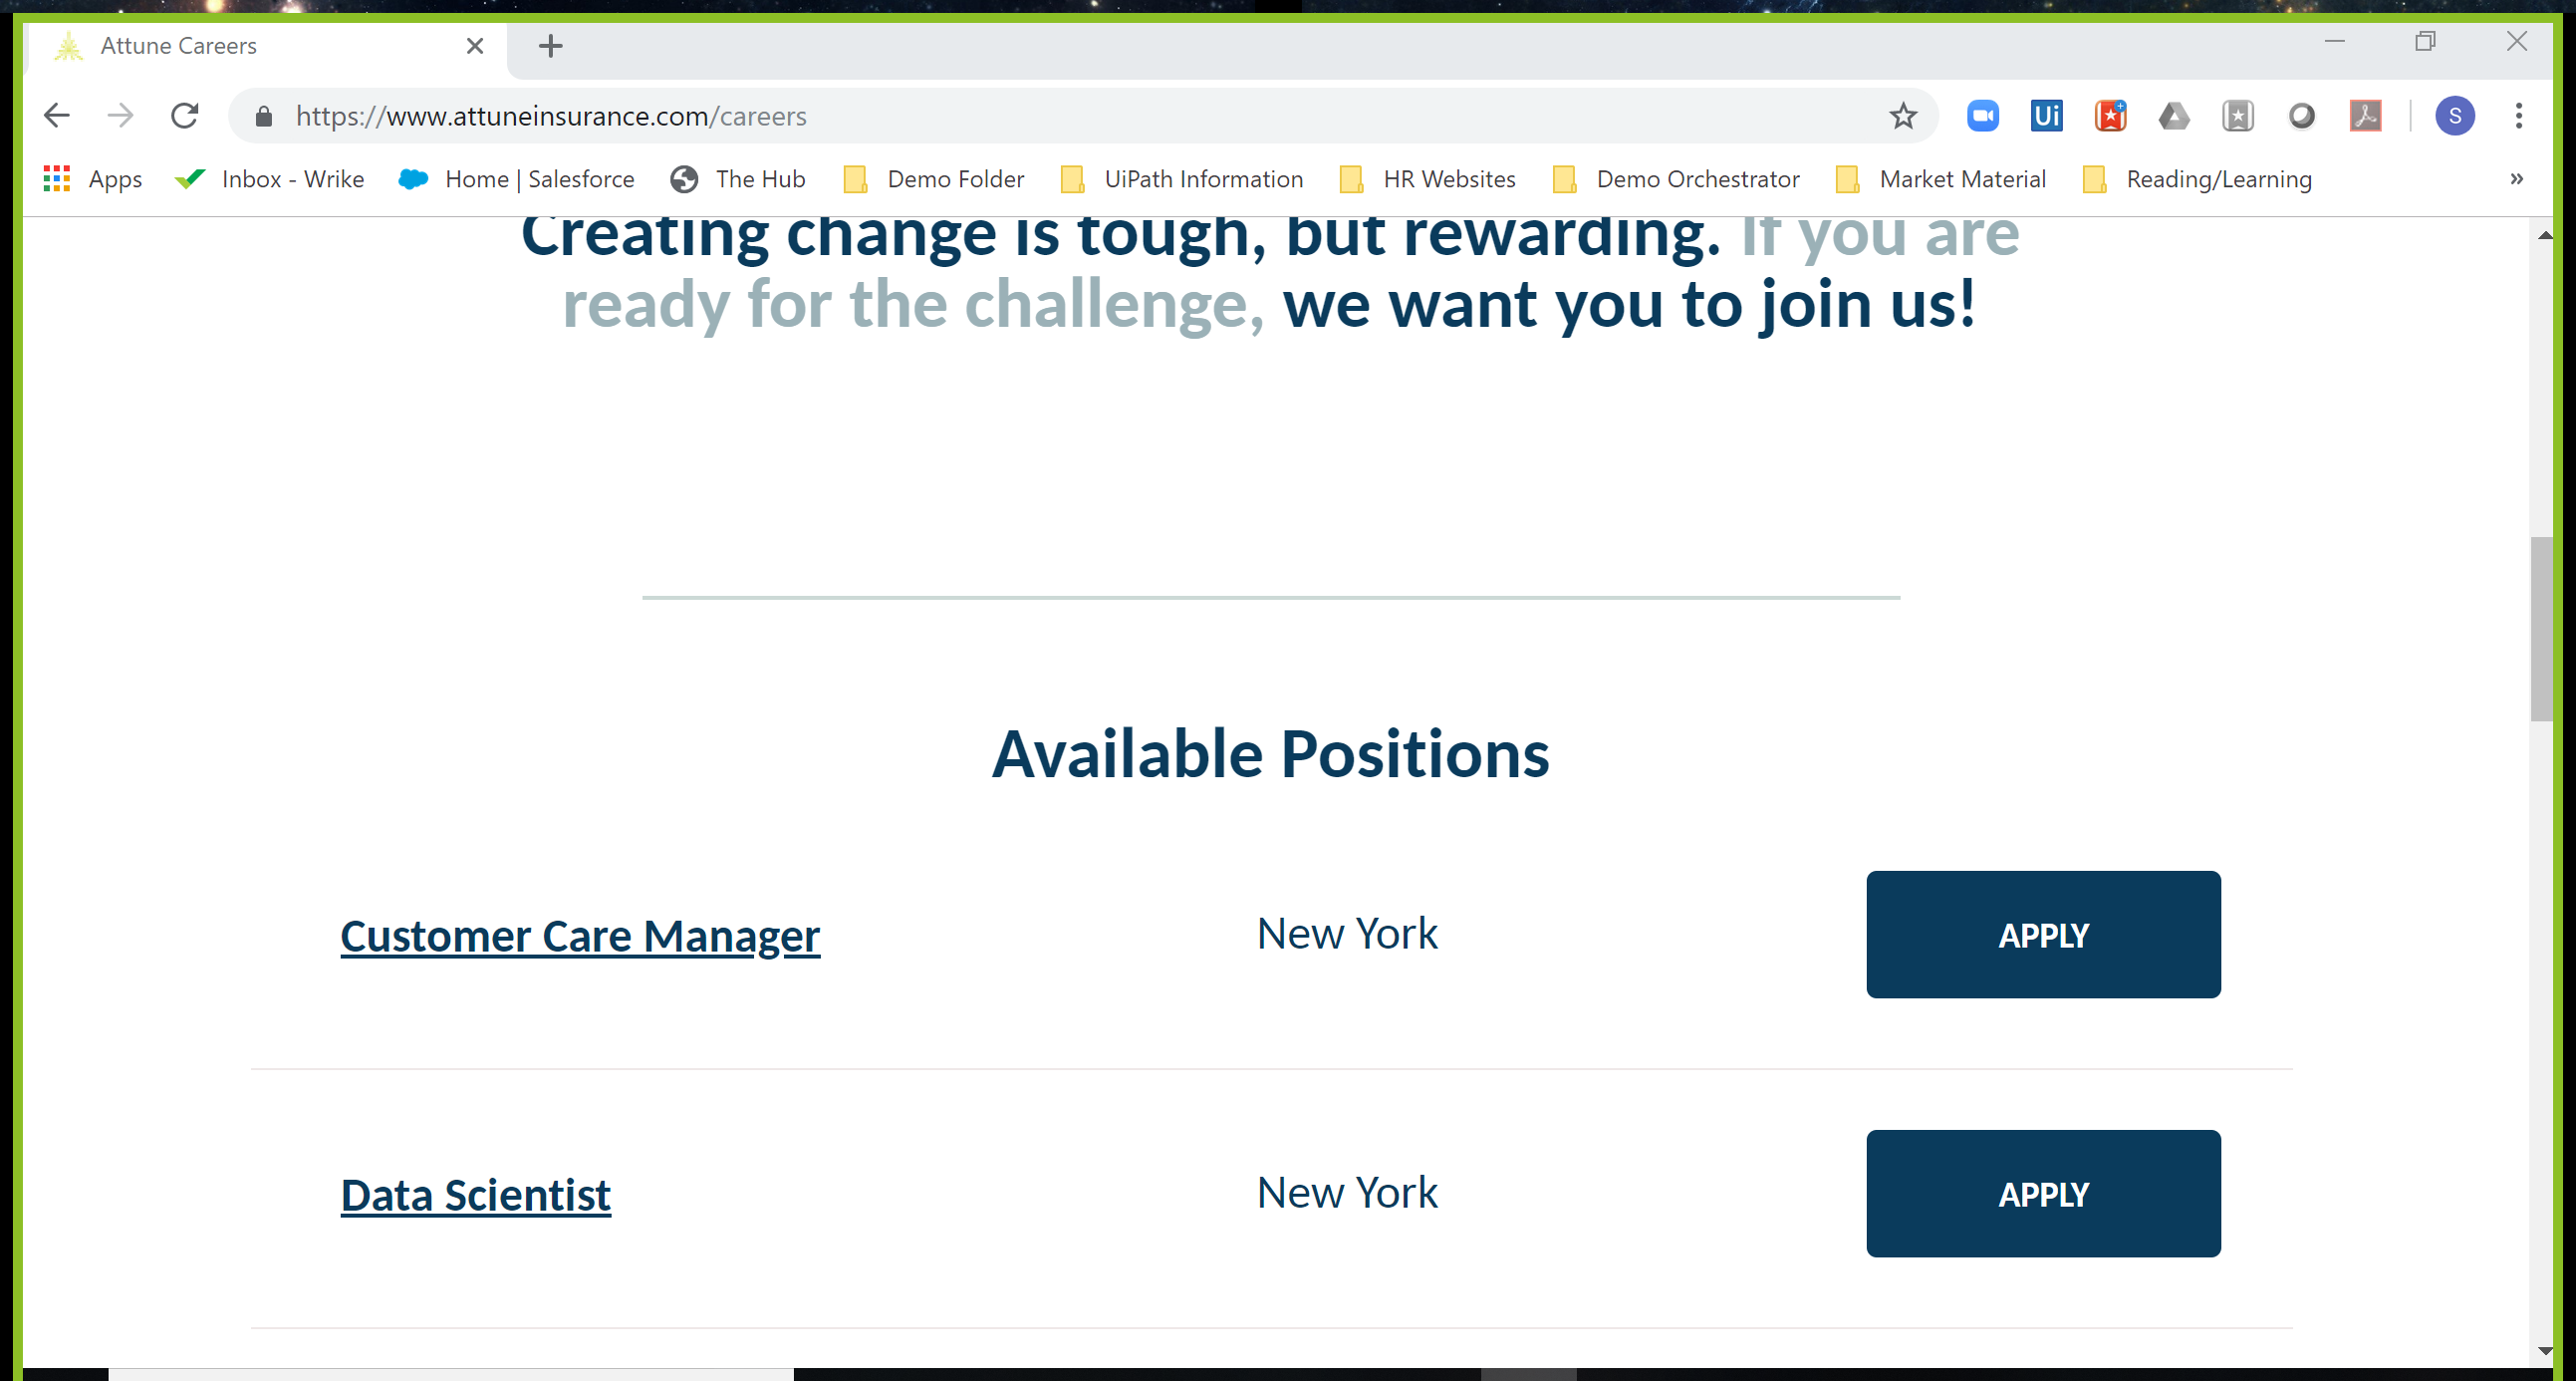 Attune Careers
https://www.attuneinsurance.com/careers
Ui
S
Apps
Inbox - Wrike
Home | Salesforce
The Hub
Demo Folder
UiPath Information
HR Websites
Demo Orchestrator
Market Material
Reading/Learning
»
Creating change is tough, but rewarding. If you are
ready for the challenge, we want you to join us!
Available Positions
Customer Care Manager New York APPLY
Data Scientist New York APPLY